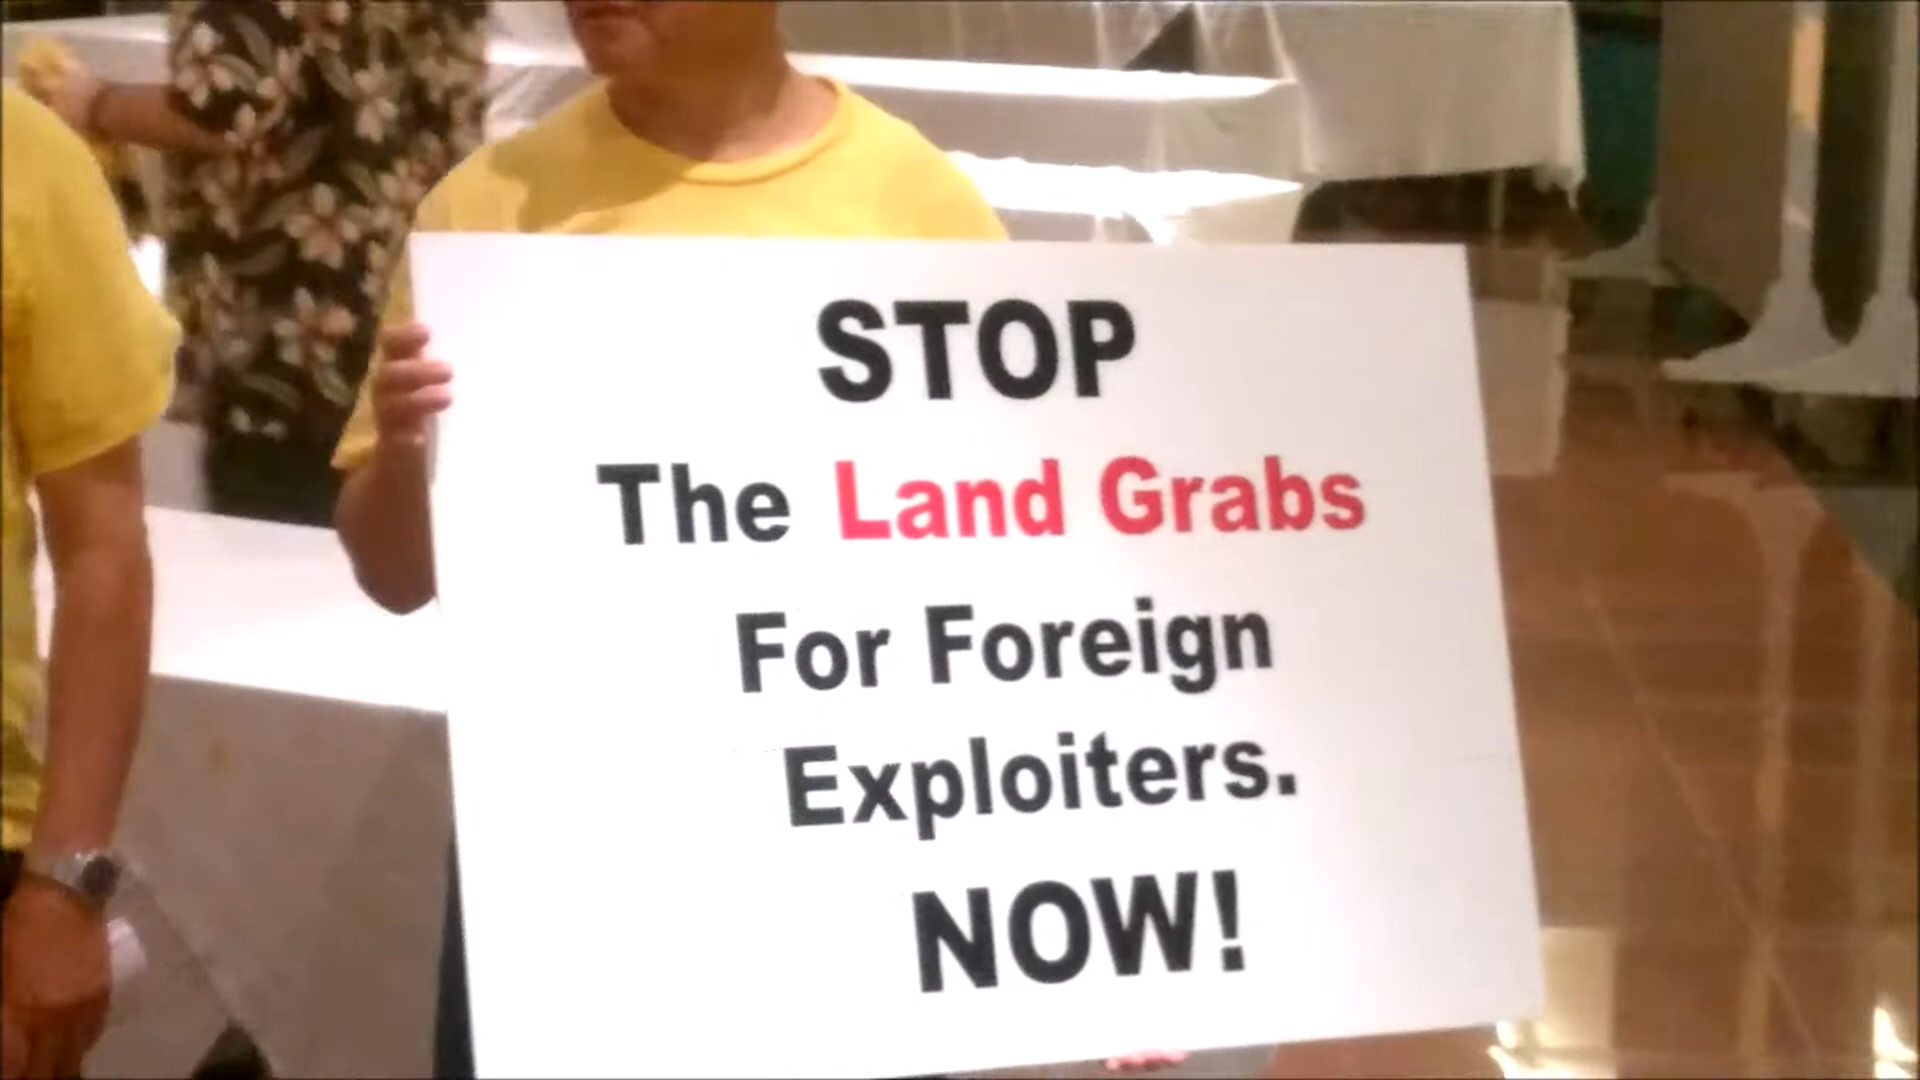 STOP
The Land Grabs
For Foreign
Exploiters.
NOW!